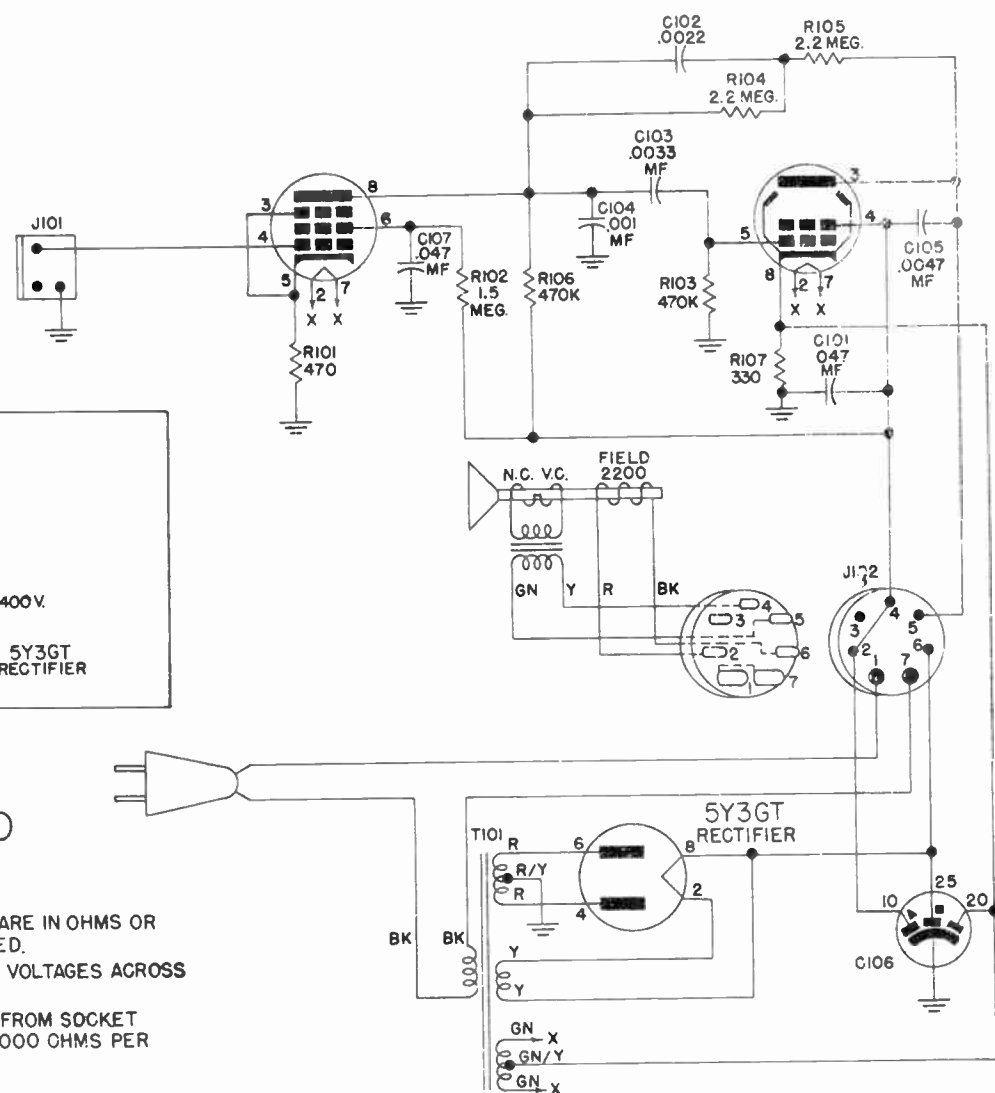 C102
.0022
R105
2.2 MEG.
R104
2.2 MEG.
C103
.0033
MF
8
3
3
J101
6
4
4
C104
.001
MF
5
C107
.047
MF
C105
.0047
MF
5
2
7
R102
1.5
MEG.
R106
470K
R103
470K
8
2
7
X X
X X
R101
470
C101
047
MF
R107
330
N.C. V.C.
FIELD
2200
400V.
GN
Y
R
BK
J102
4
3
5
2
6
1
7
4
3
5
2
6
1
7
5Y3GT
RECTIFIER
5Y3GT
RECTIFIER
T101
R
6
8
R/Y
R
4
2
25
10
20
ARE IN OHMS OR
ED.
BK
BK
Y
C106
VOLTAGES ACROSS
Y
FROM SOCKET
000 OHMS PER
GN
X
GN/Y
GN
X